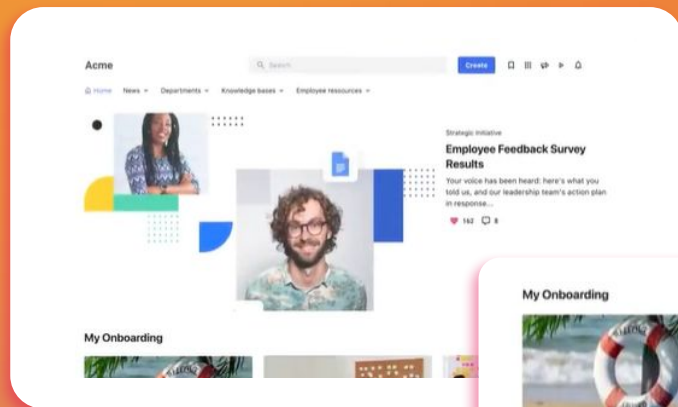 Acme
Search
Create
Home News Departments Knowledge bases Employee ressources
Strategic initiative
Employee Feedback Survey
Results
Your voice has been heard: here's what you
told us, and our leadership team's action plan
in response...
162 8
My Onboarding
My Onboarding